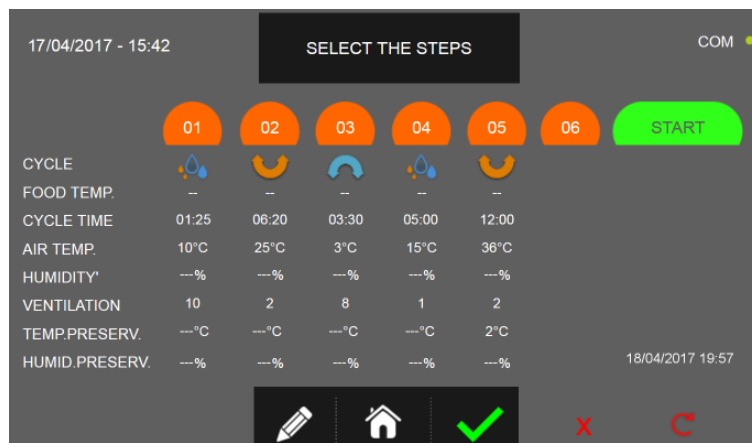 17/04/2017 - 15:42 SELECT THE STEPS COM
01 02 03 04 05 06 START
CYCLE
FOOD TEMP. -- -- -- -- --
CYCLE TIME 01:25 06:20 03:30 05:00 12:00
AIR TEMP. 10°C 25°C 3°C 15°C 36°C
HUMIDITY' ---% ---% ---% ---% ---%
VENTILATION 10 2 8 1 2
TEMP.PRESERV. ---°C ---°C ---°C ---°C 2°C
HUMID.PRESERV. ---% ---% ---% ---% ---% 18/04/2017 19:57
X